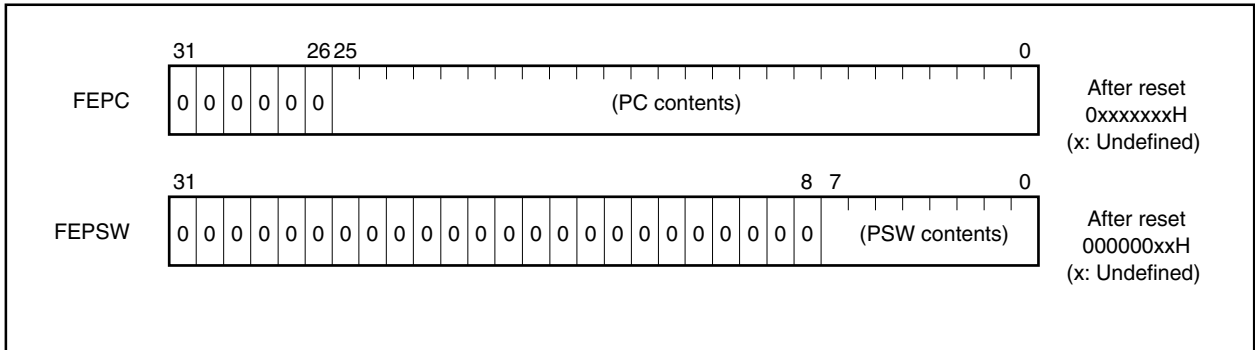 31 26 25 0
FEPC 0 0 0 0 0 0 (PC contents) After reset
0xxxxxxxH
(x: Undefined)
31 8 7 0
FEPSW 0 0 0 0 0 0 0 0 0 0 0 0 0 0 0 0 0 0 0 0 0 0 0 0 (PSW contents) After reset
000000xxH
(x: Undefined)